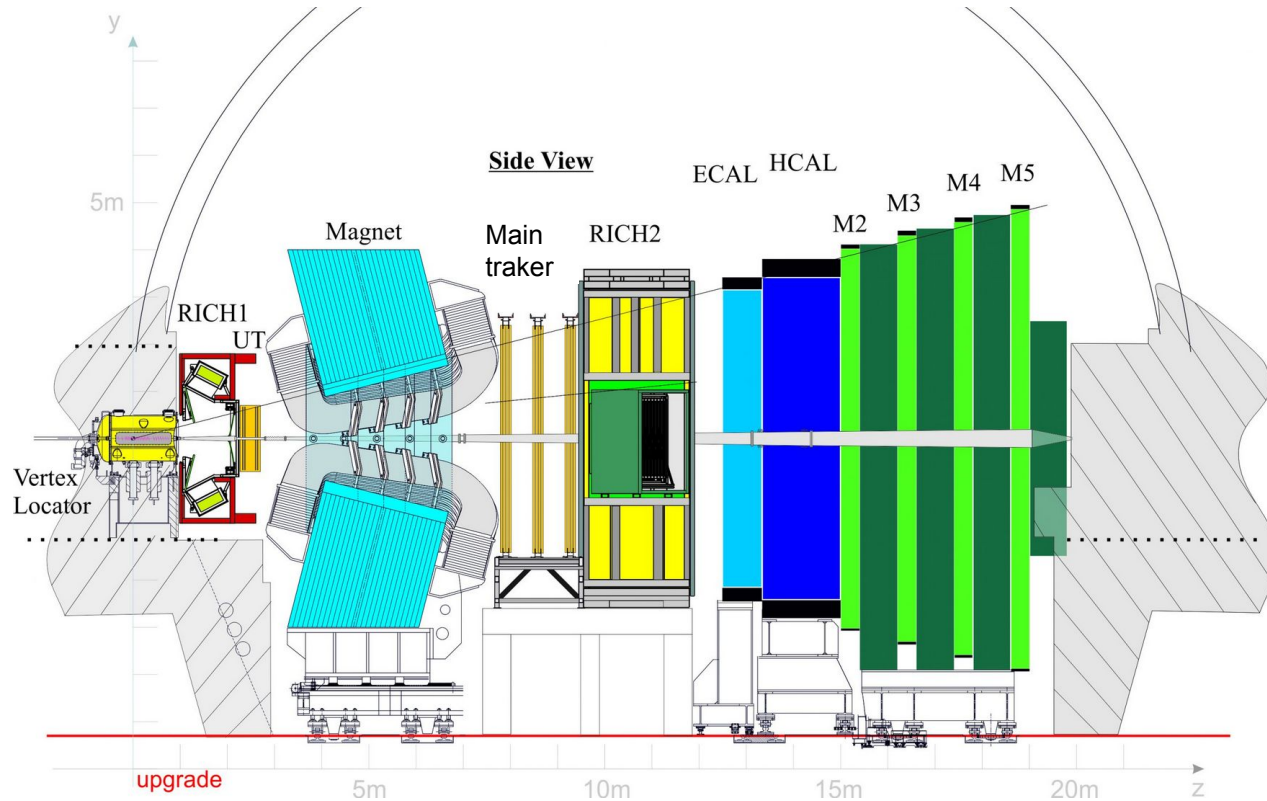 y
Side View
ECAL
HCAL
M5
M4
M3
M2
5m
Magnet
Main
traker
RICH2
RICH1
UT
Vertex
Locator
upgrade
5m
10m
15m
20m
z